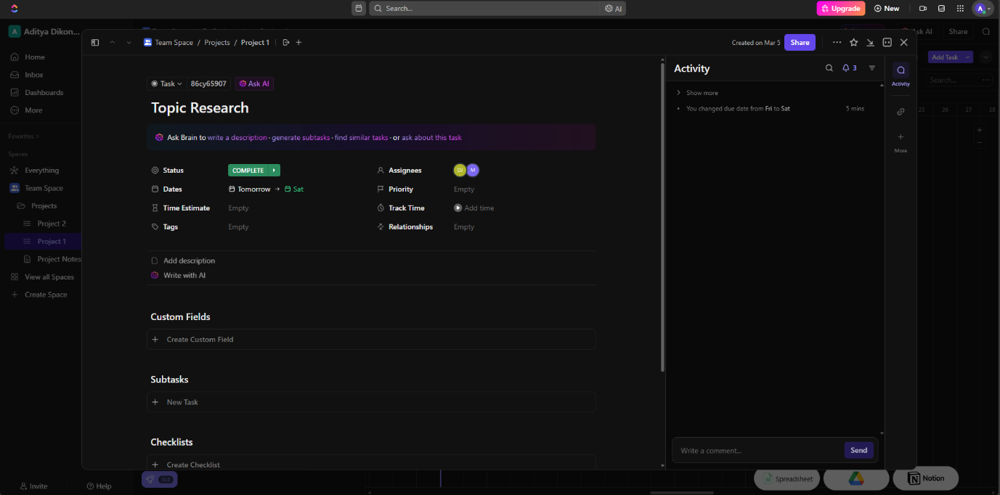 Search...
AI
Upgrade
New
A
A Aditya Dikon...
Ask AI
Share
Home
Inbox
Dashboards
More
Favorites
Spaces
Everything
Team Space
Projects
Project 2
Project 1
Project Notes
View all Spaces
Create Space
Invite
Help
Team Space / Projects / Project 1
Created on Mar 5
Share
Task
86cy65907
Ask AI
Topic Research
Ask Brain to write a description · generate subtasks · find similar tasks · or ask about this task
Status
COMPLETE
Assignees
DJ
M
Dates
Tomorrow
Sat
Priority
Empty
Time Estimate
Empty
Track Time
Add time
Tags
Empty
Relationships
Empty
Add description
Write with AI
Custom Fields
Create Custom Field
Subtasks
New Task
Checklists
Create Checklist
0/4
Activity
3
Show more
You changed due date from Fri to Sat
5 mins
Write a comment...
Send
Activity
More
Add Task
Search...
25
26
27
28
Spreadsheet
Notion